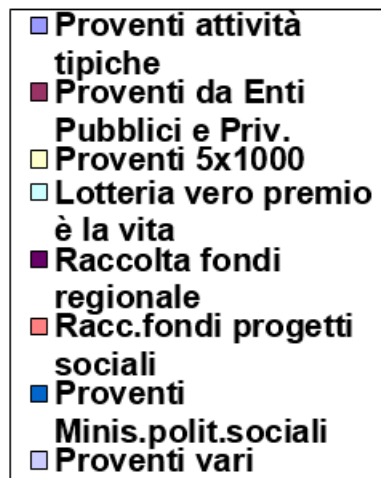 Proventi attività
tipiche
Proventi da Enti
Pubblici e Priv.
Proventi 5x1000
Lotteria vero premio
è la vita
Raccolta fondi
regionale
Racc.fondi progetti
sociali
Proventi
Minis.polit.sociali
Proventi vari